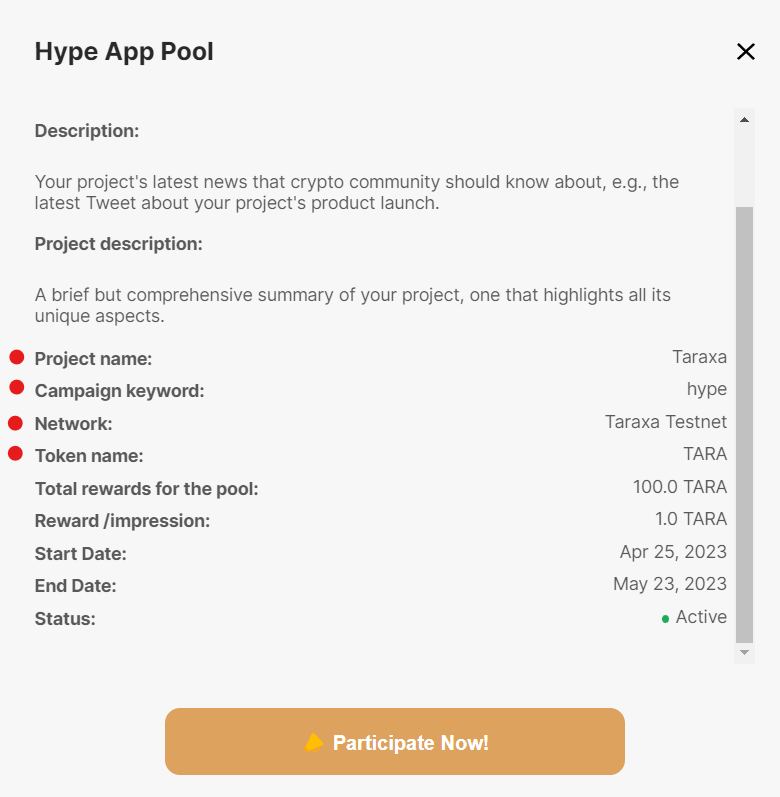 Hype App Pool
Description:
Your project's latest news that crypto community should know about, e.g., the
latest Tweet about your project's product launch.
Project description:
A brief but comprehensive summary of your project, one that highlights all its
unique aspects.
Project name: Taraxa
Campaign keyword: hype
Network: Taraxa Testnet
Token name: TARA
Total rewards for the pool: 100.0 TARA
Reward /impression: 1.0 TARA
Start Date: Apr 25, 2023
End Date: May 23, 2023
Status: Active
Participate Now!